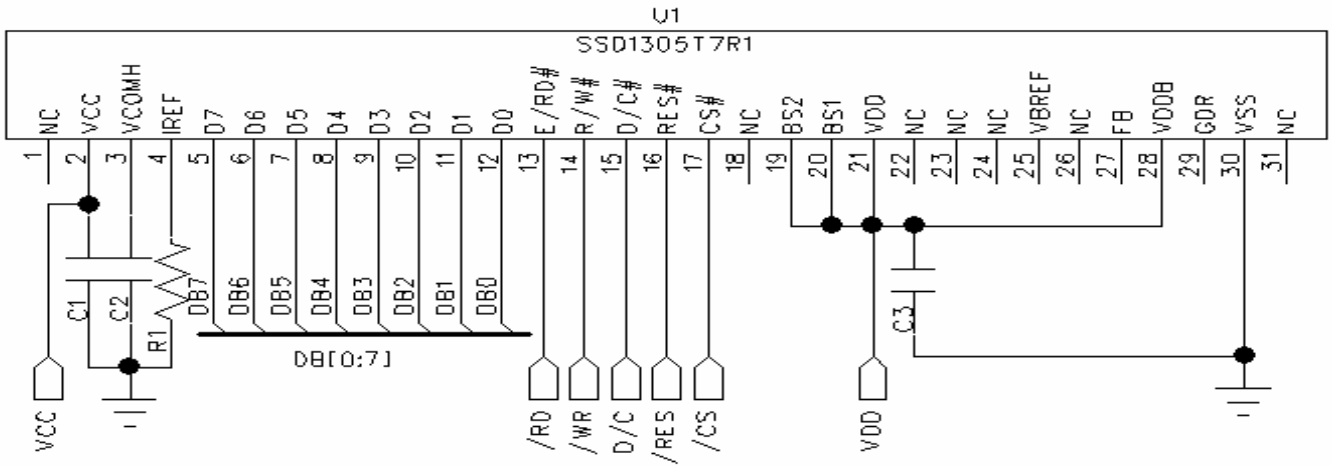 U1
SSD1305T7R1
NC VCC VCOMH IREF D7 D6 D5 D4 D3 D2 D1 D0 E/RD# R/W# D/C# RES# CS# NC BS2 BS1 VDD NC NC NC VBREF NC FB VDDB GDR VSS NC
1 2 3 4 5 6 7 8 9 10 11 12 13 14 15 16 17 18 19 20 21 22 23 24 25 26 27 28 29 30 31
C1 C2 R1 DB7 DB6 DB5 DB4 DB3 DB2 DB1 DB0 C3
DB[0:7]
VCC /RD /WR D/C /RES /CS VDD